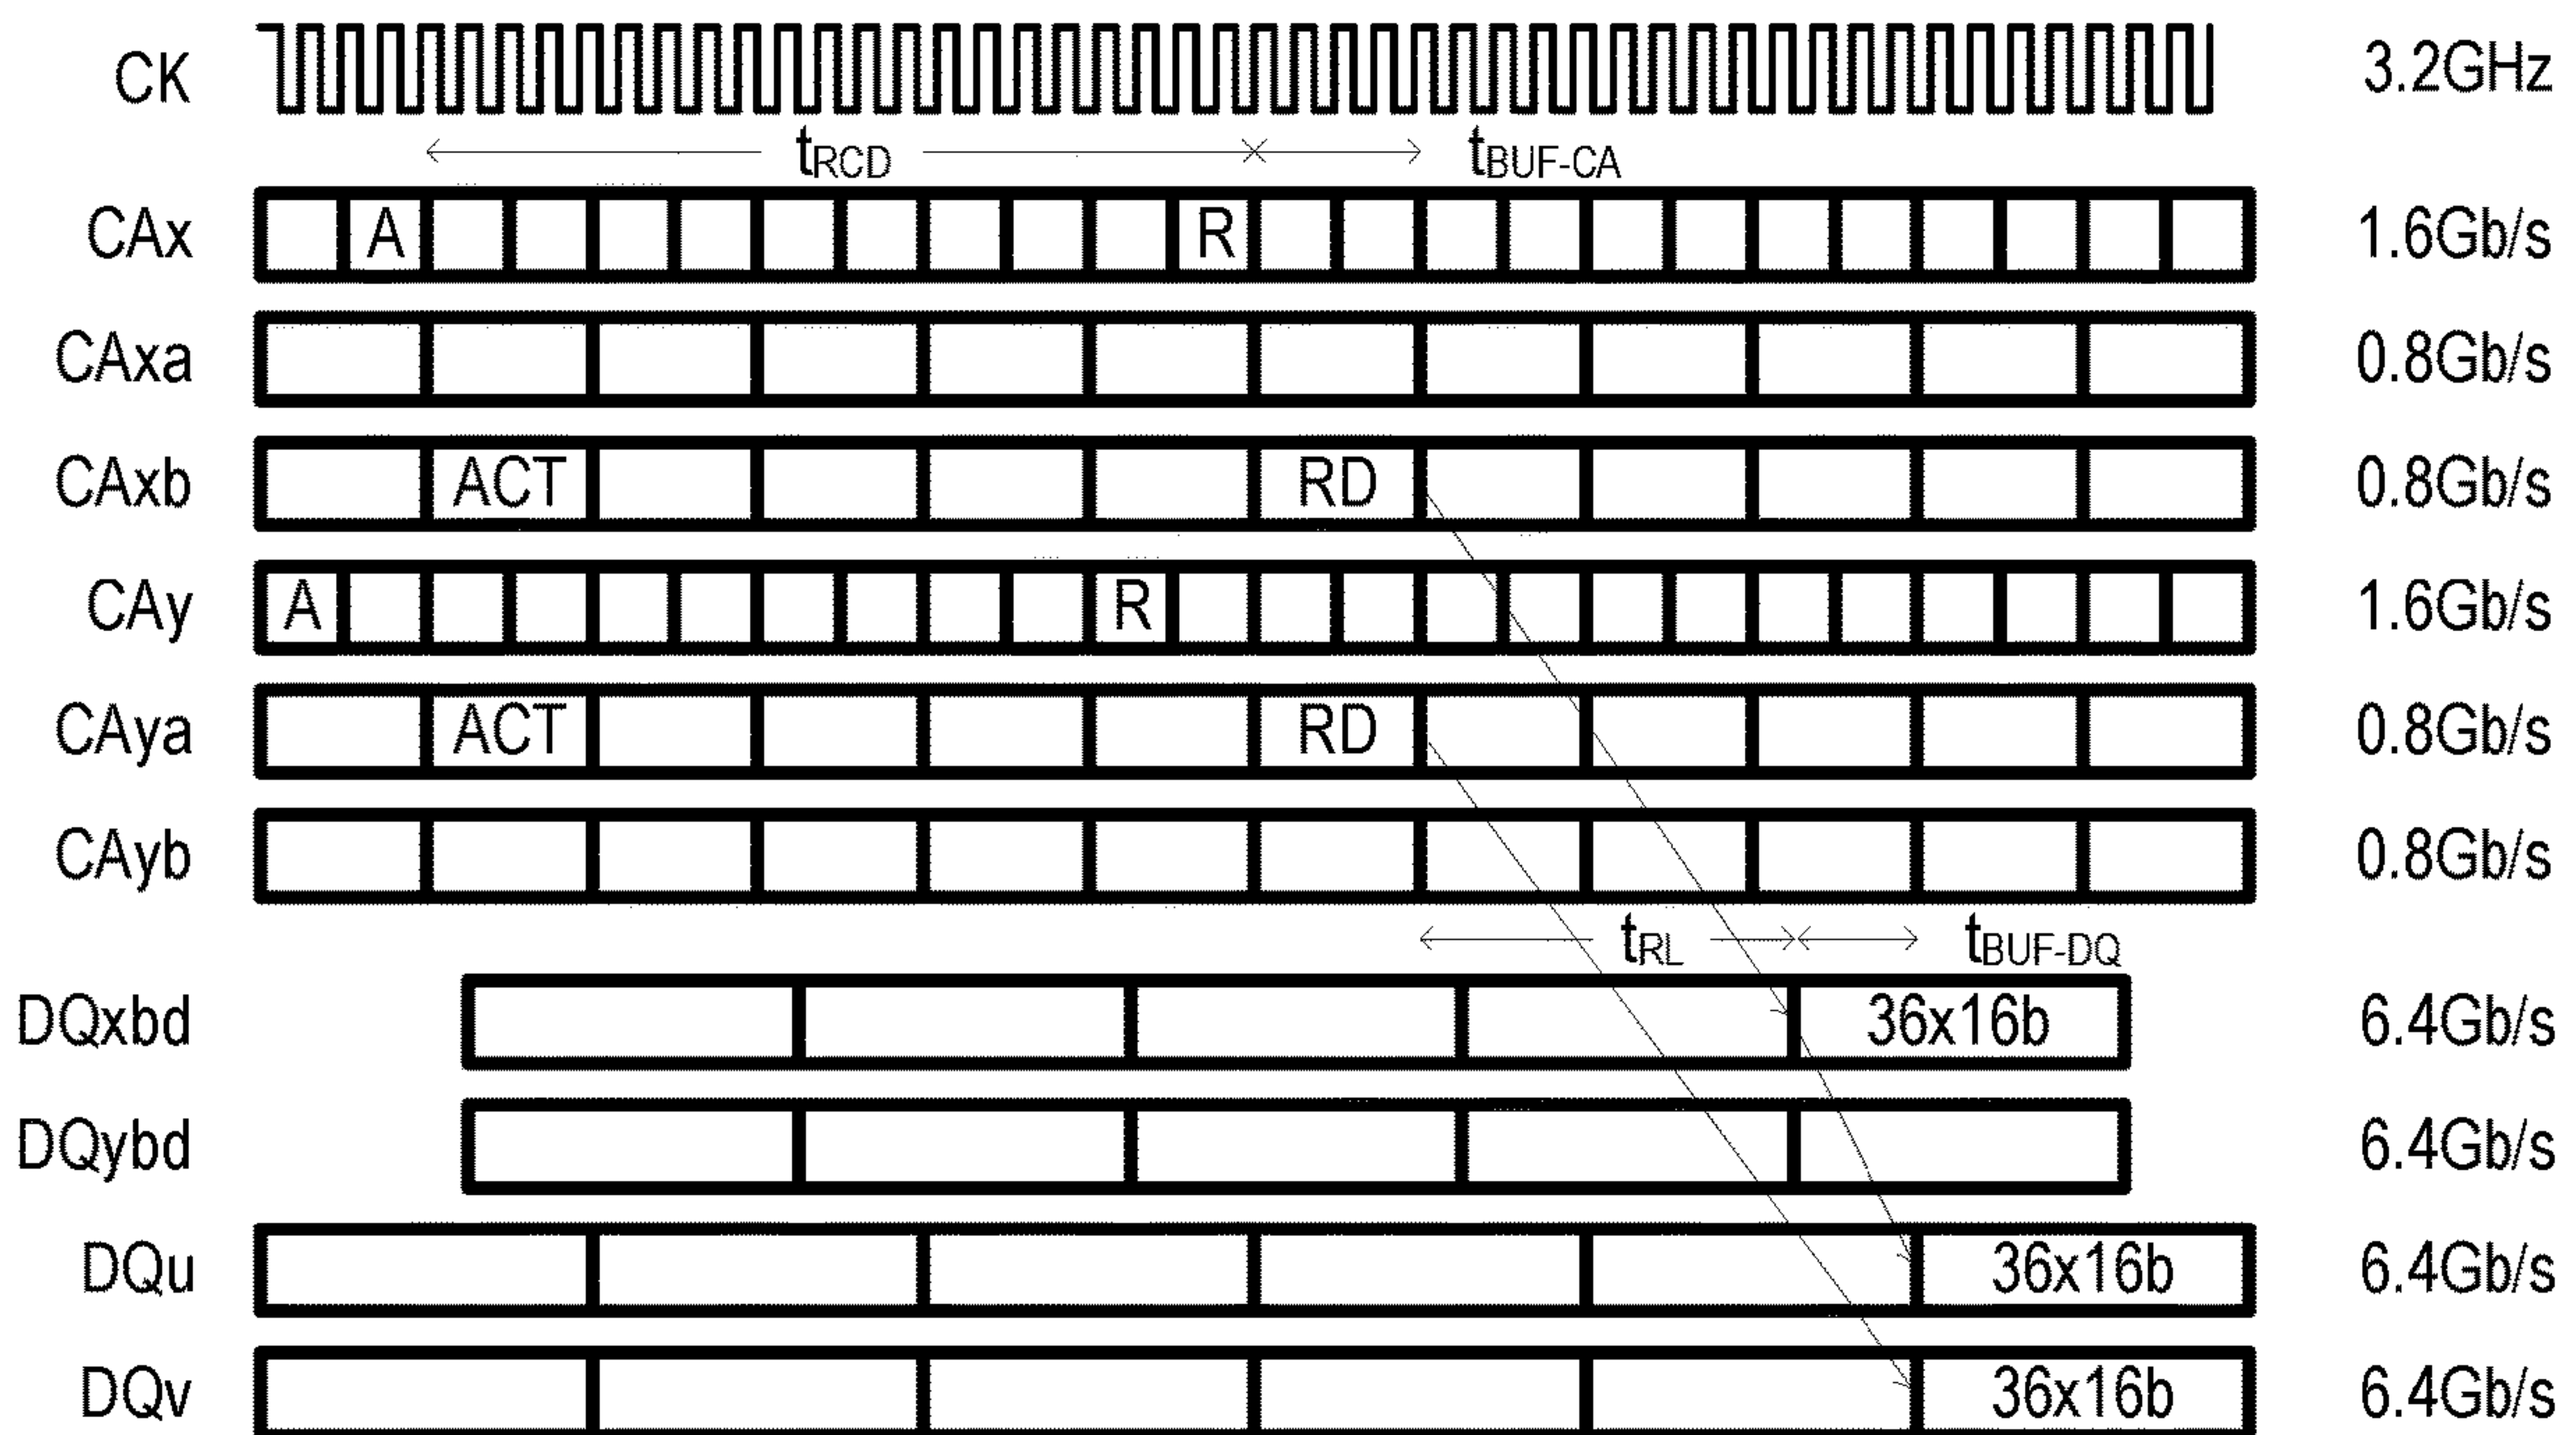 CK 3.2GHz
tRCD tBUF-CA
CAx A R 1.6Gb/s
CAxa 0.8Gb/s
CAxb ACT RD 0.8Gb/s
CAy A R 1.6Gb/s
CAya ACT RD 0.8Gb/s
CAyb 0.8Gb/s
tRL tBUF-DQ
DQxbd 36x16b 6.4Gb/s
DQybd 6.4Gb/s
DQu 36x16b 6.4Gb/s
DQv 36x16b 6.4Gb/s